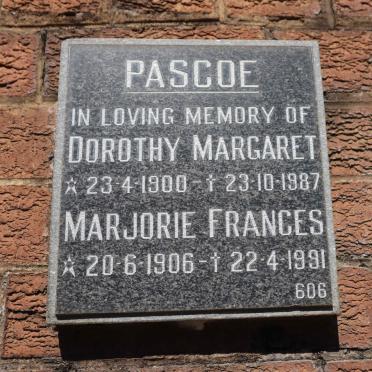 PASCOE
IN LOVING MEMORY OF
DOROTHY MARGARET
☆ 23·4·1900 - † 23·10·1987
MARJORIE FRANCES
☆ 20·6·1906 - † 22·4·1991
606